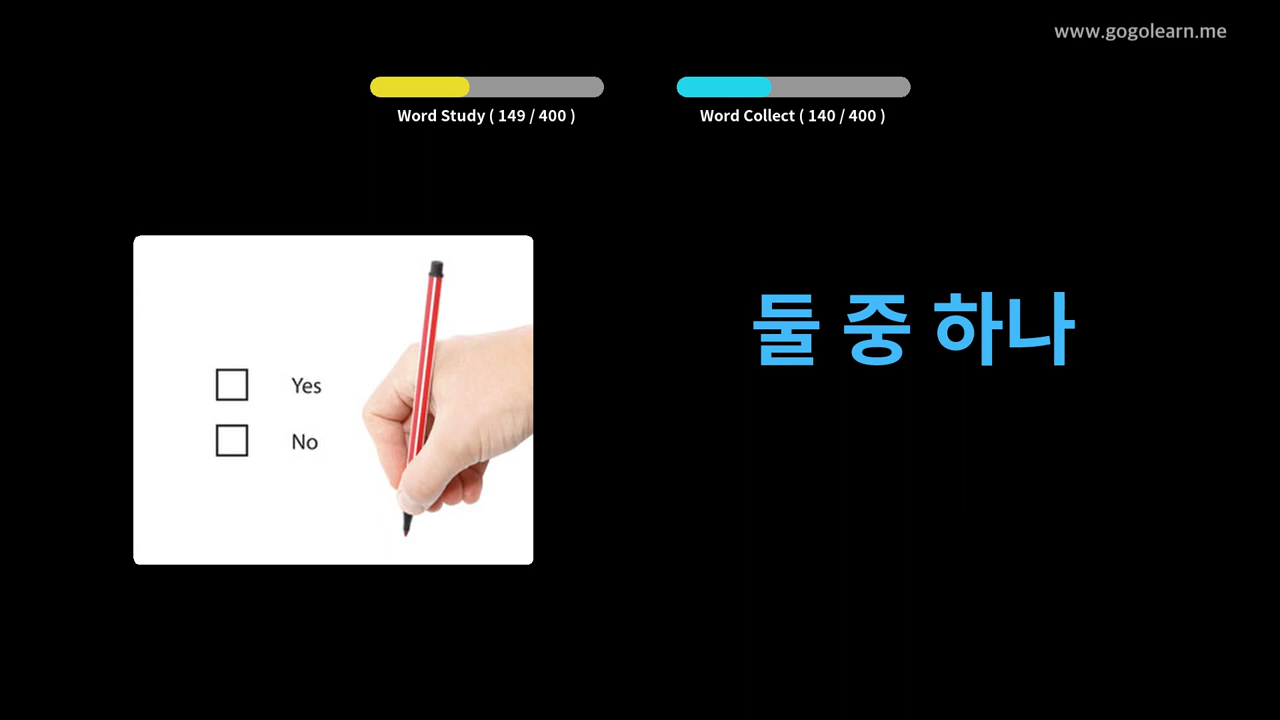 www.gogolearn.me
Word Study ( 149 / 400 )
Word Collect ( 140 / 400 )
둘 중 하나
Yes
No